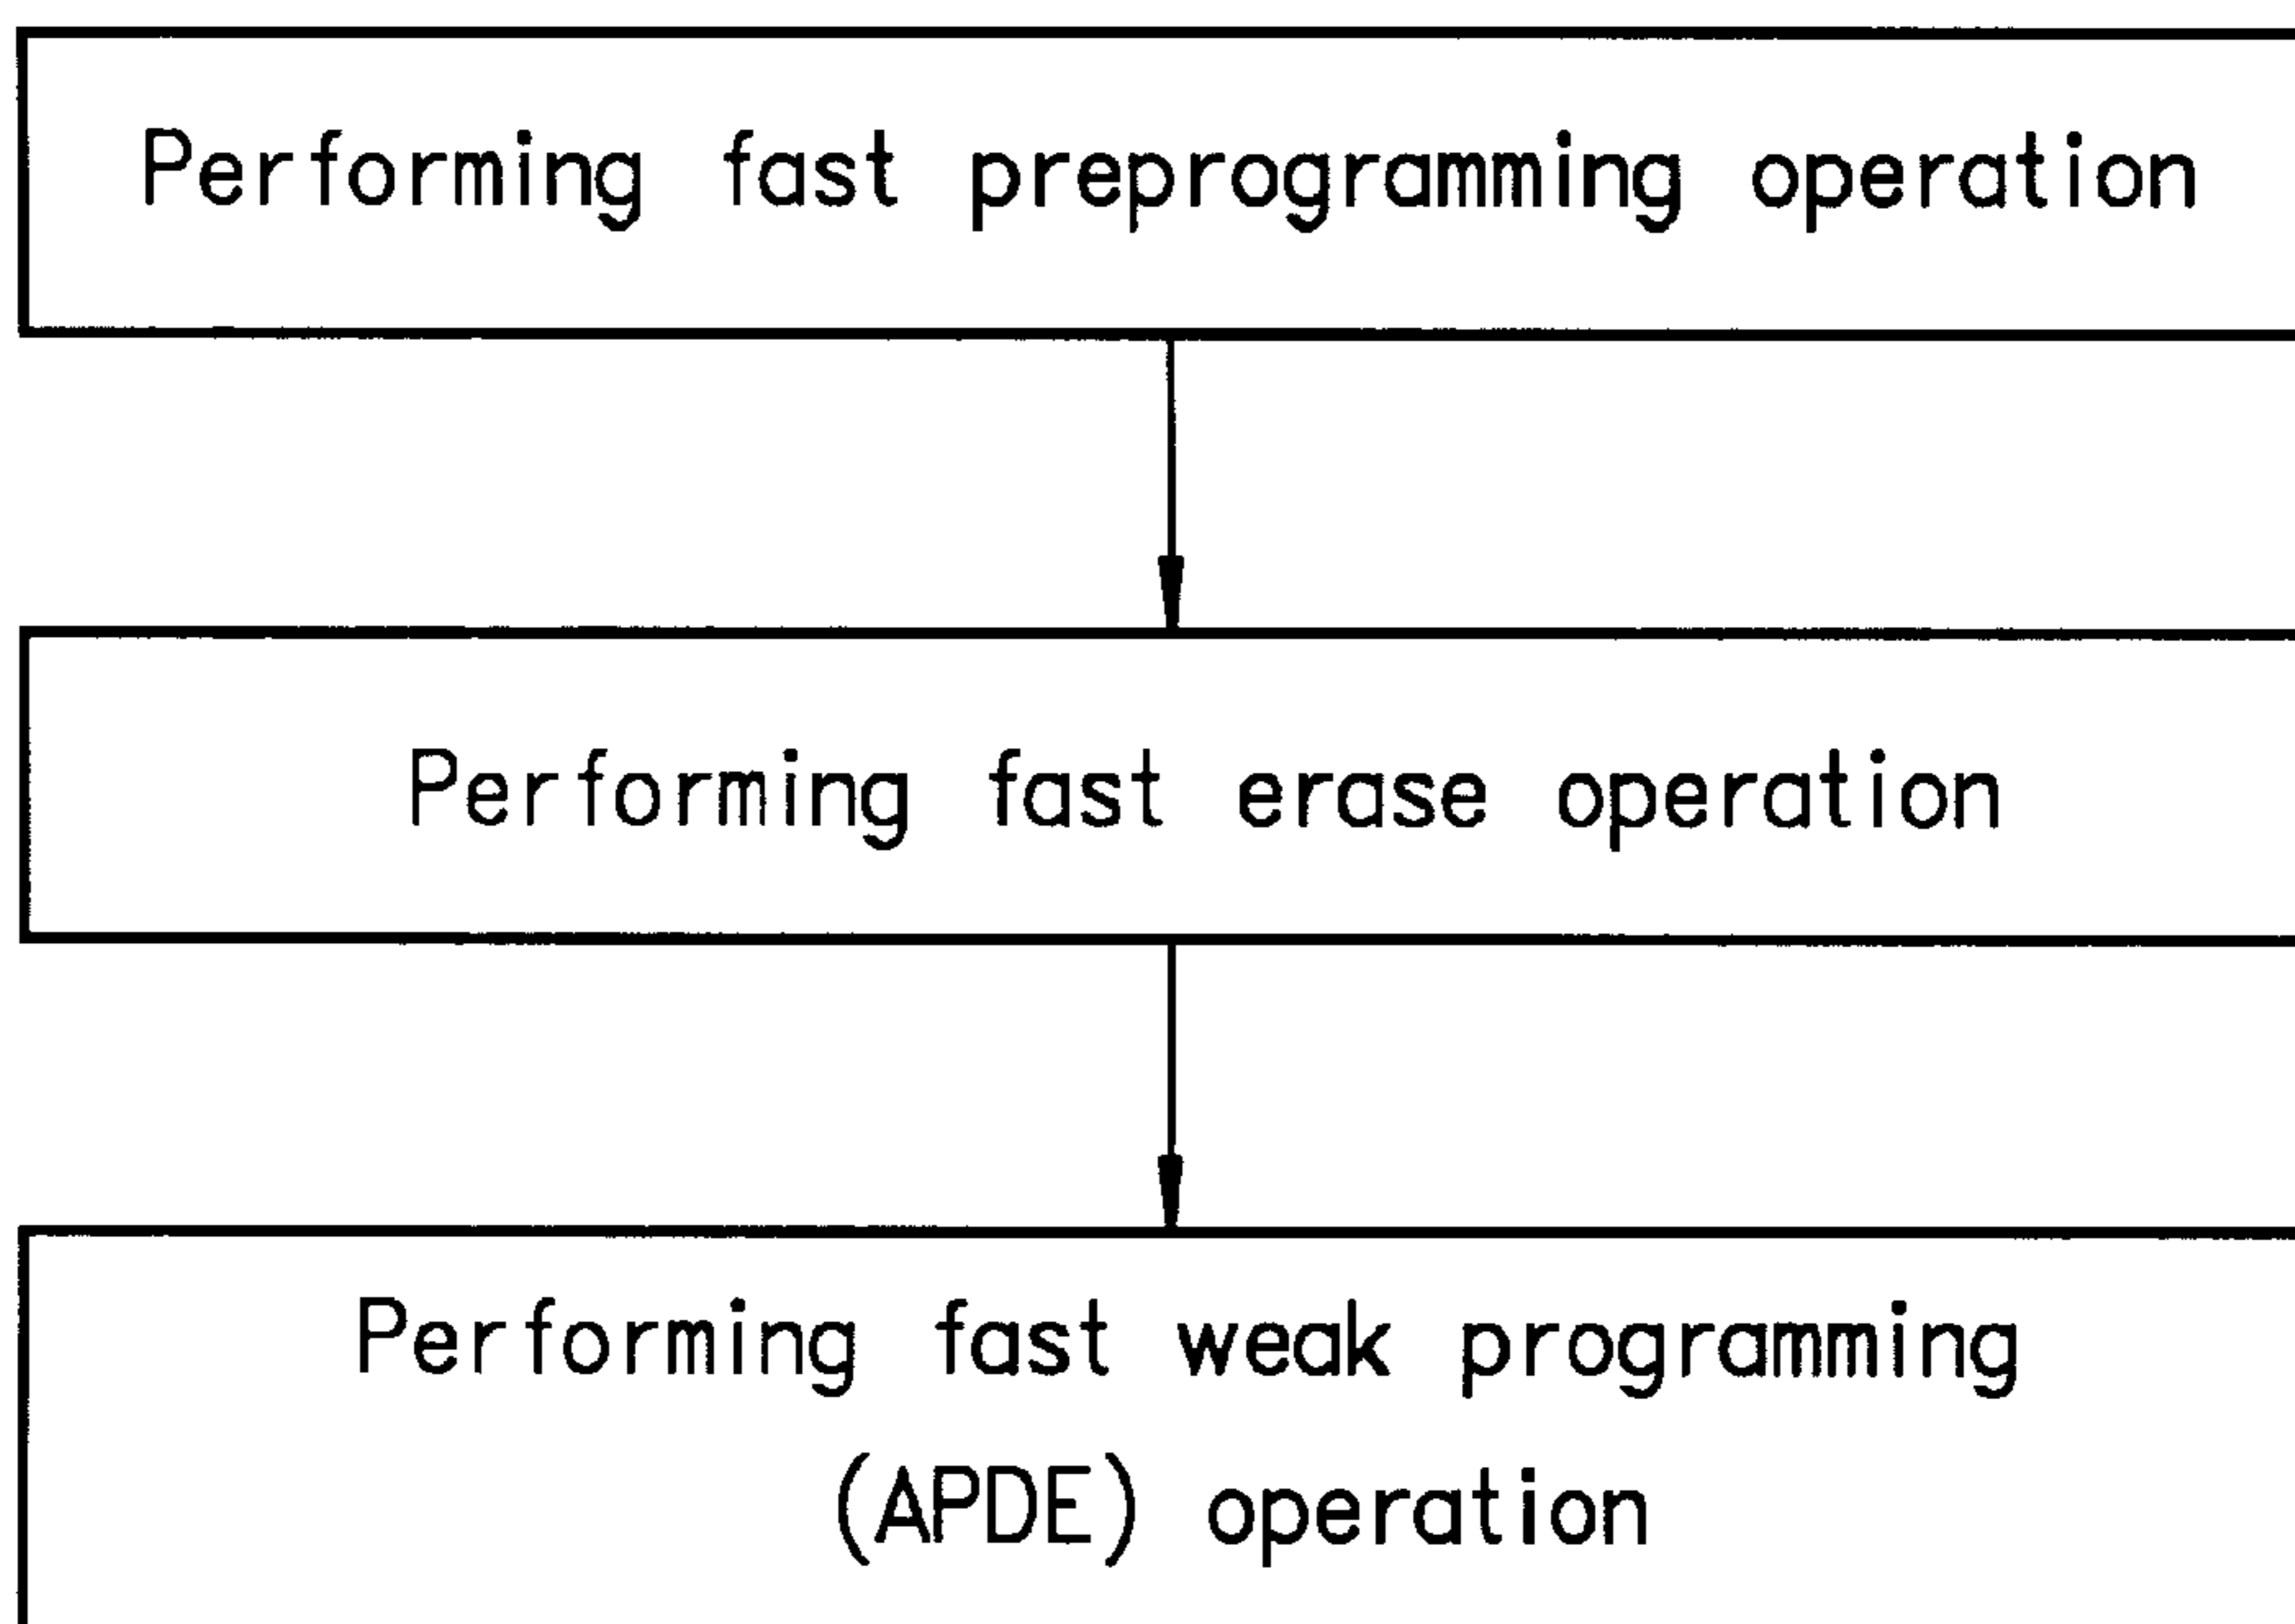 Performing fast preprogramming operation
Performing fast erase operation
Performing fast weak programming
(APDE) operation